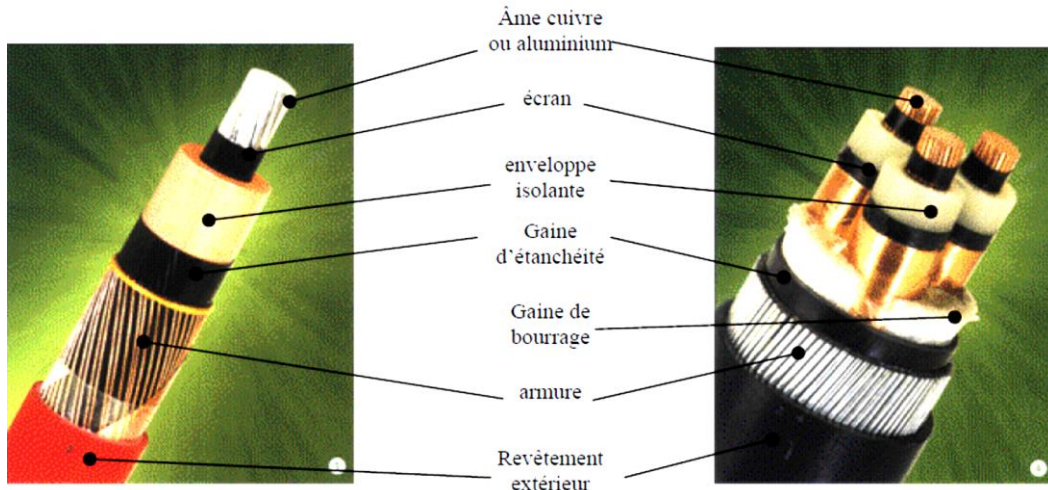 Âme cuivre
ou aluminium
écran
enveloppe
isolante
Gaine
d'étanchéité
Gaine de
bourrage
armure
Revêtement
extérieur